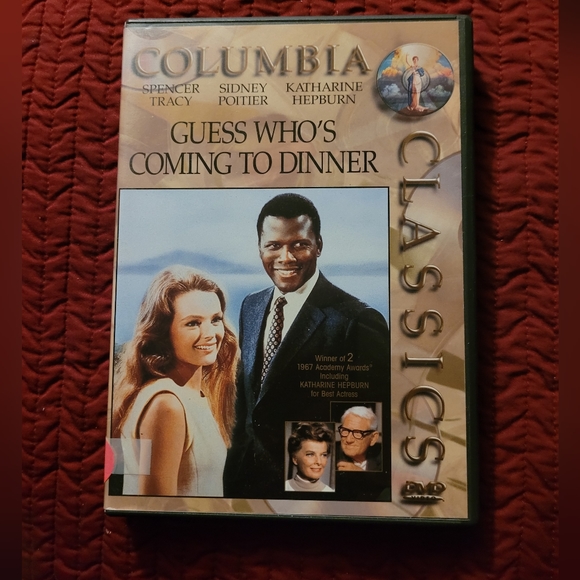 COLUMBIA
SPENCER TRACY
SIDNEY POITIER
KATHARINE HEPBURN
GUESS WHO'S
COMING TO DINNER
CLASSICS
Winner of 2
1967 Academy Awards®
including
KATHARINE HEPBURN
for Best Actress
DVD